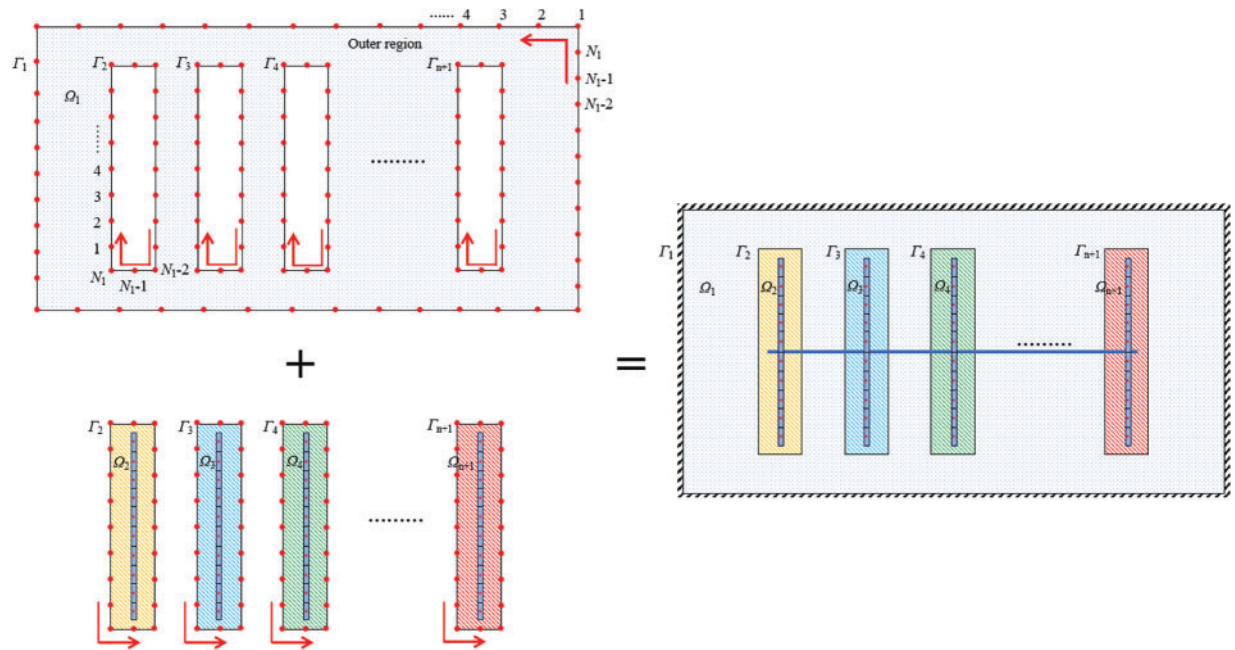 ...... 4 3 2 1
Outer region
Γ1 Γ2 Γ3 Γ4 Γn+1 N1
N1-1
Ω1 N1-2
......
4
3
2
1
N1 N1-1 N1-2
.........
+
=
Γ2 Γ3 Γ4 Γn+1
Ω2 Ω3 Ω4 Ωn+1
.........
Γ1 Γ2 Γ3 Γ4 Γn+1
Ω1 Ω2 Ω3 Ω4 Ωn+1
.........